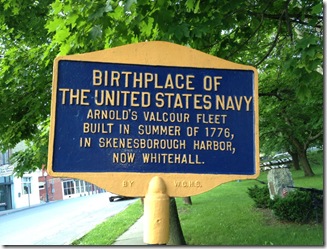 BIRTHPLACE OF
THE UNITED STATES NAVY
ARNOLD'S VALCOUR FLEET
BUILT IN SUMMER OF 1776,
IN SKENESBOROUGH HARBOR,
NOW WHITEHALL.
BY W.C.H.C.